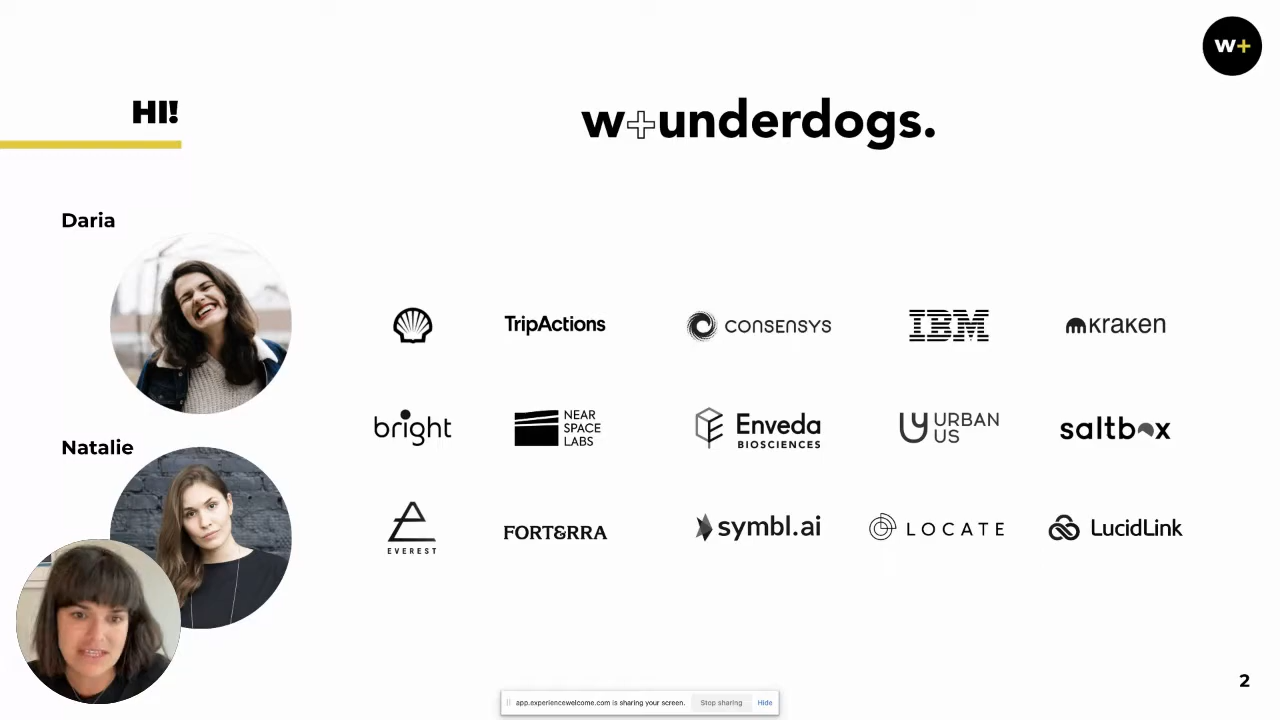 w+
HI!
w+underdogs.
Daria
Natalie
TripActions
CONSENSYS
IBM
kraken
bright
NEAR
SPACE
LABS
Enveda
BIOSCIENCES
URBAN
US
saltbox
EVEREST
FORTERRA
symbl.ai
LOCATE
LucidLink
2
app.experiencewelcome.com is sharing your screen.
Stop sharing
Hide